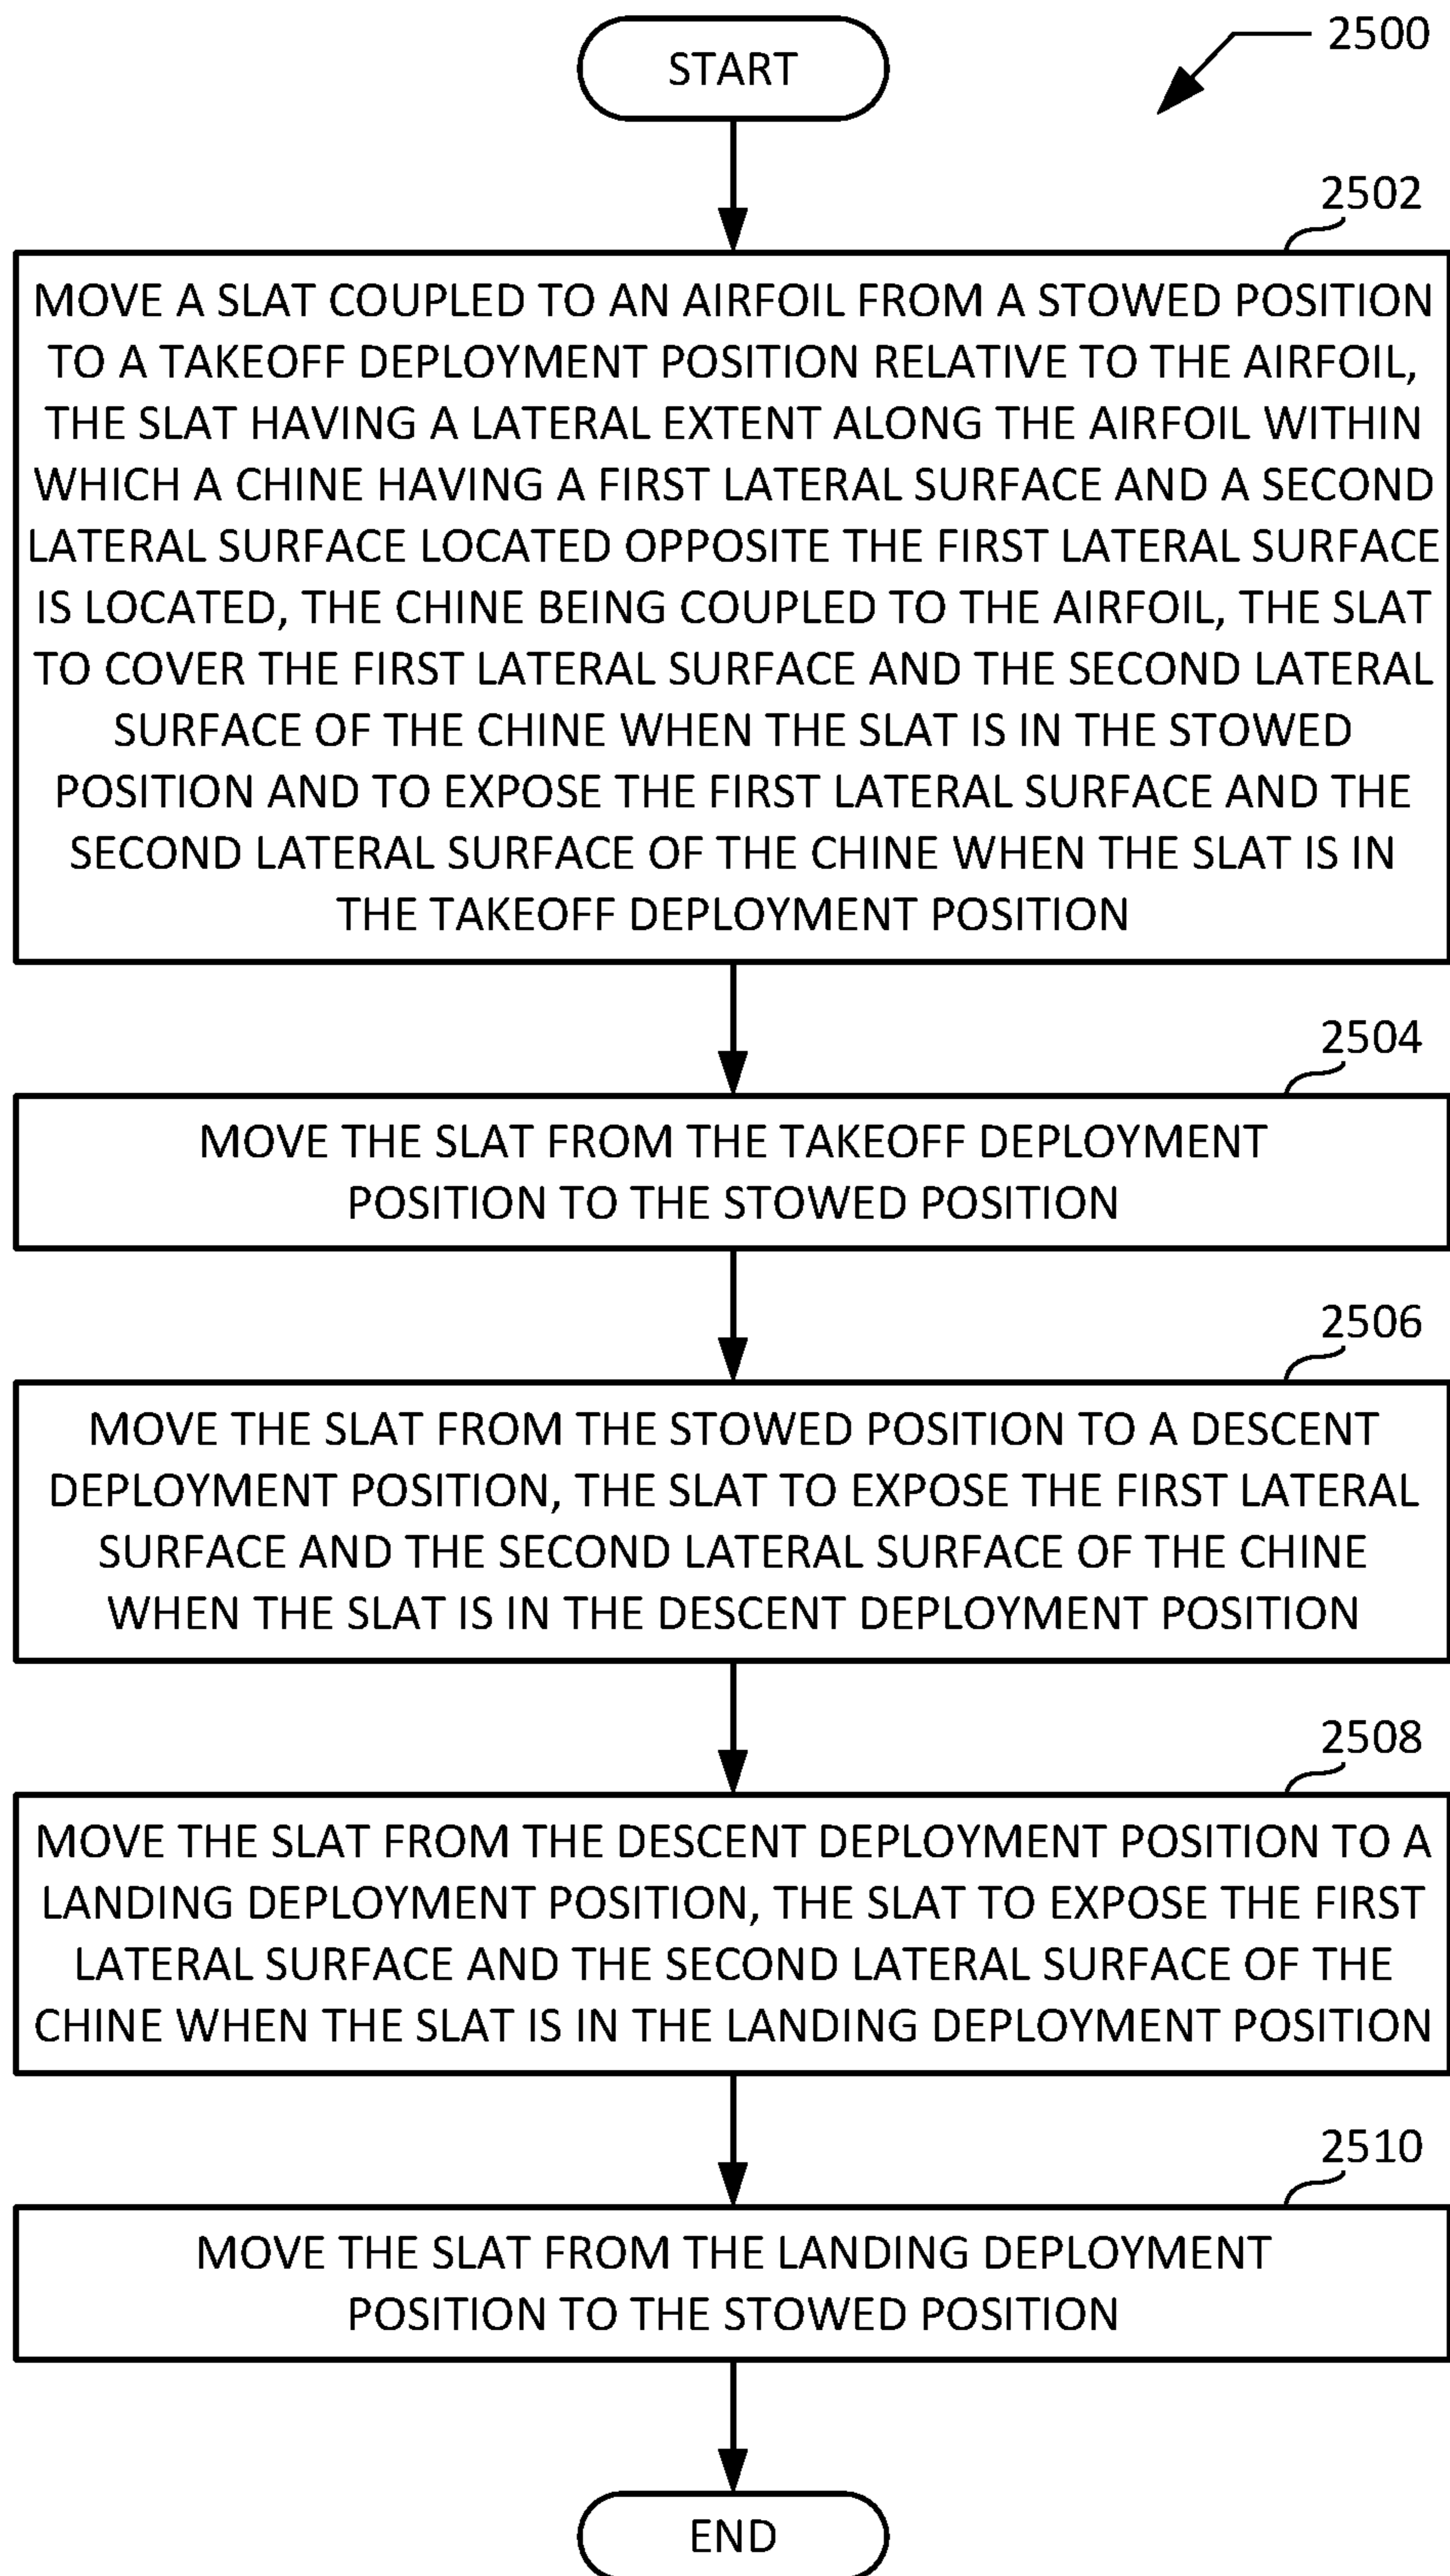 START
2500
2502
MOVE A SLAT COUPLED TO AN AIRFOIL FROM A STOWED POSITION
TO A TAKEOFF DEPLOYMENT POSITION RELATIVE TO THE AIRFOIL,
THE SLAT HAVING A LATERAL EXTENT ALONG THE AIRFOIL WITHIN
WHICH A CHINE HAVING A FIRST LATERAL SURFACE AND A SECOND
LATERAL SURFACE LOCATED OPPOSITE THE FIRST LATERAL SURFACE
IS LOCATED, THE CHINE BEING COUPLED TO THE AIRFOIL, THE SLAT
TO COVER THE FIRST LATERAL SURFACE AND THE SECOND LATERAL
SURFACE OF THE CHINE WHEN THE SLAT IS IN THE STOWED
POSITION AND TO EXPOSE THE FIRST LATERAL SURFACE AND THE
SECOND LATERAL SURFACE OF THE CHINE WHEN THE SLAT IS IN
THE TAKEOFF DEPLOYMENT POSITION
2504
MOVE THE SLAT FROM THE TAKEOFF DEPLOYMENT
POSITION TO THE STOWED POSITION
2506
MOVE THE SLAT FROM THE STOWED POSITION TO A DESCENT
DEPLOYMENT POSITION, THE SLAT TO EXPOSE THE FIRST LATERAL
SURFACE AND THE SECOND LATERAL SURFACE OF THE CHINE
WHEN THE SLAT IS IN THE DESCENT DEPLOYMENT POSITION
2508
MOVE THE SLAT FROM THE DESCENT DEPLOYMENT POSITION TO A
LANDING DEPLOYMENT POSITION, THE SLAT TO EXPOSE THE FIRST
LATERAL SURFACE AND THE SECOND LATERAL SURFACE OF THE
CHINE WHEN THE SLAT IS IN THE LANDING DEPLOYMENT POSITION
2510
MOVE THE SLAT FROM THE LANDING DEPLOYMENT
POSITION TO THE STOWED POSITION
END